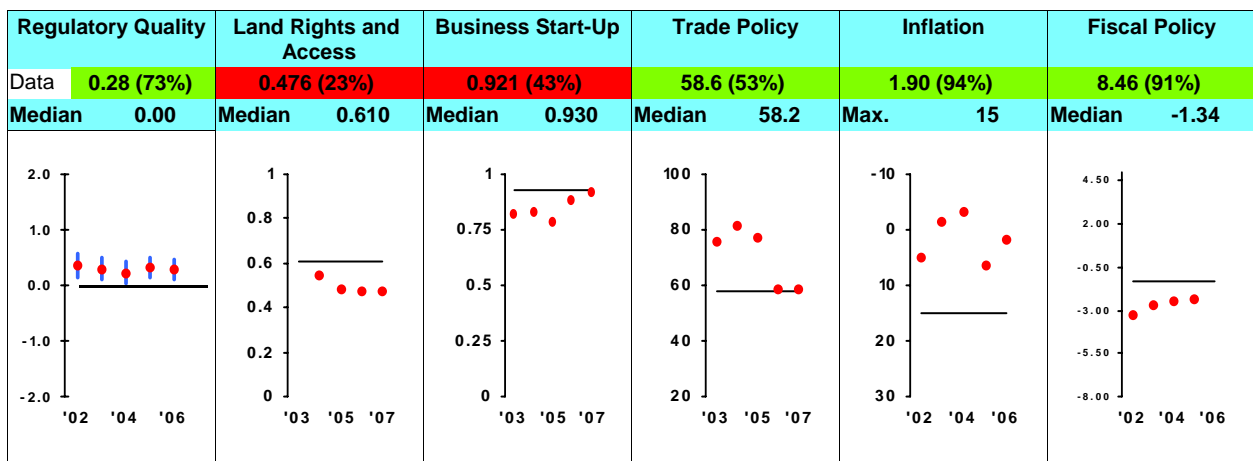 Regulatory Quality
Land Rights and
Access
Business Start-Up
Trade Policy
Inflation
Fiscal Policy
Data 0.28 (73%)
0.476 (23%)
0.921 (43%)
58.6 (53%)
1.90 (94%)
8.46 (91%)
Median 0.00
Median 0.610
Median 0.930
Median 58.2
Max. 15
Median -1.34
2.0
1.0
0.0
-1.0
-2.0
'02 '04 '06
1
0.8
0.6
0.4
0.2
0
'03 '05 '07
1
0.75
0.5
0.25
0
'03 '05 '07
100
80
60
40
20
'03 '05 '07
-10
0
10
20
30
'02 '04 '06
4.50
2.00
-0.50
-3.00
-5.50
-8.00
'02 '04 '06